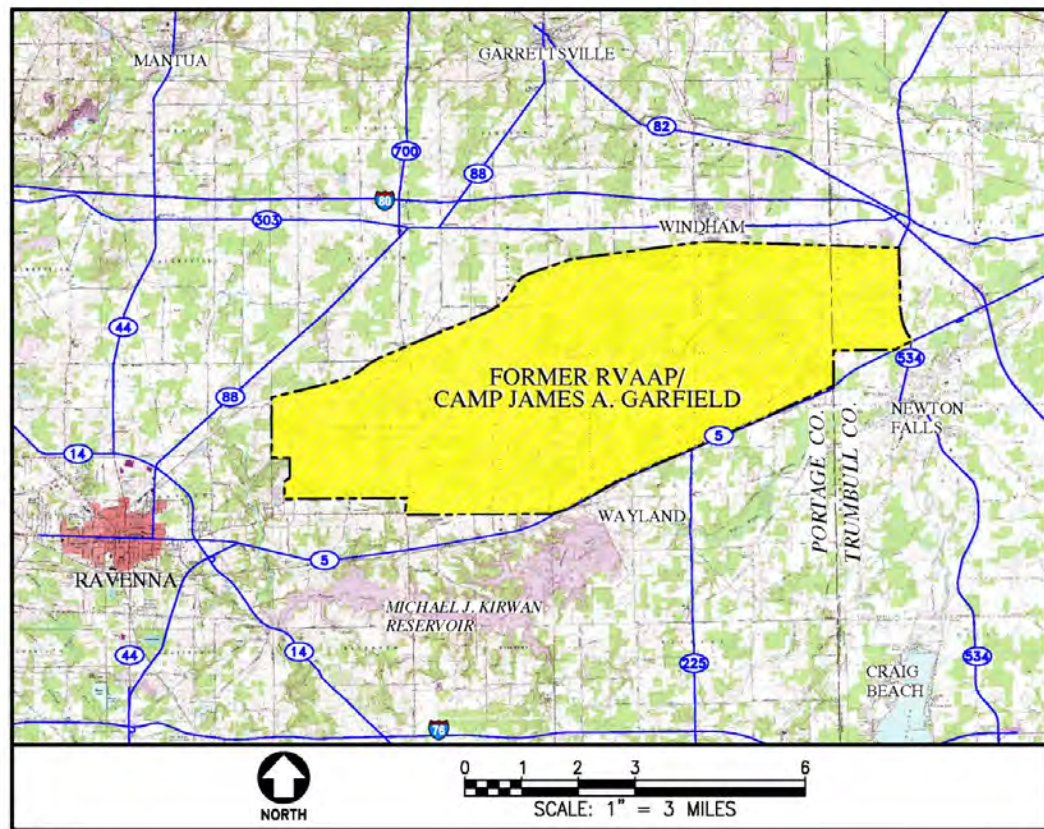 MANTUA
GARRETTSVILLE
82
700
88
80
303
WINDHAM
44
534
FORMER RVAAP/
CAMP JAMES A. GARFIELD
88
NEWTON
FALLS
5
14
PORTAGE CO.
TRUMBULL CO.
WAYLAND
5
RAVENNA
MICHAEL J. KIRWAN
RESERVOIR
44
14
225
534
CRAIG
BEACH
76
NORTH
0 1 2 3 6
SCALE: 1" = 3 MILES